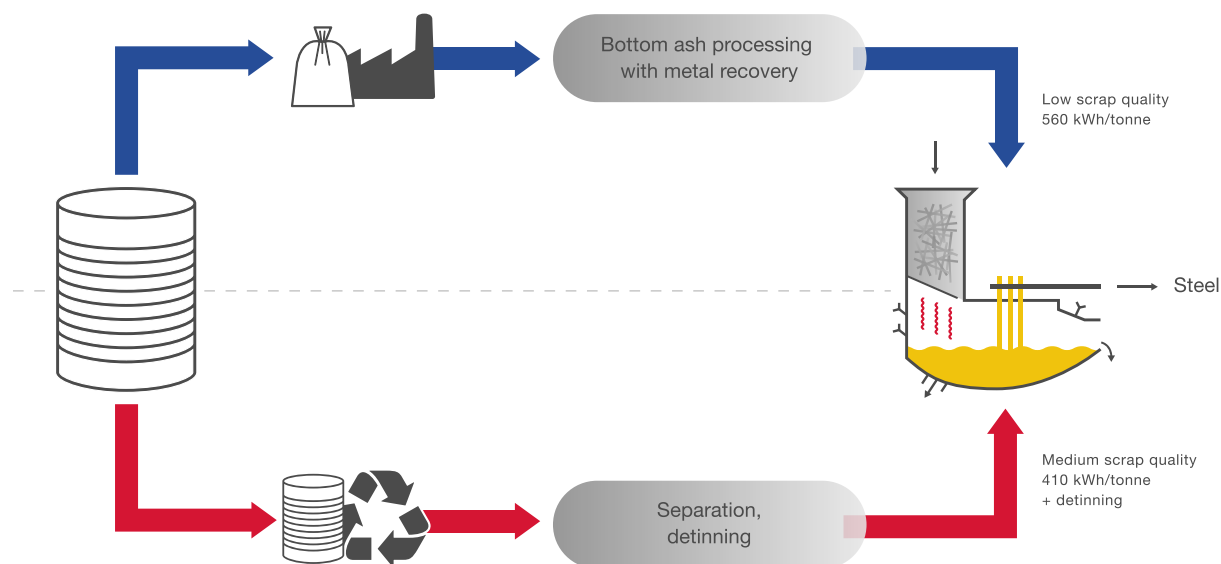 Bottom ash processing
with metal recovery
Low scrap quality
560 kWh/tonne
Steel
Medium scrap quality
410 kWh/tonne
+ detinning
Separation,
detinning